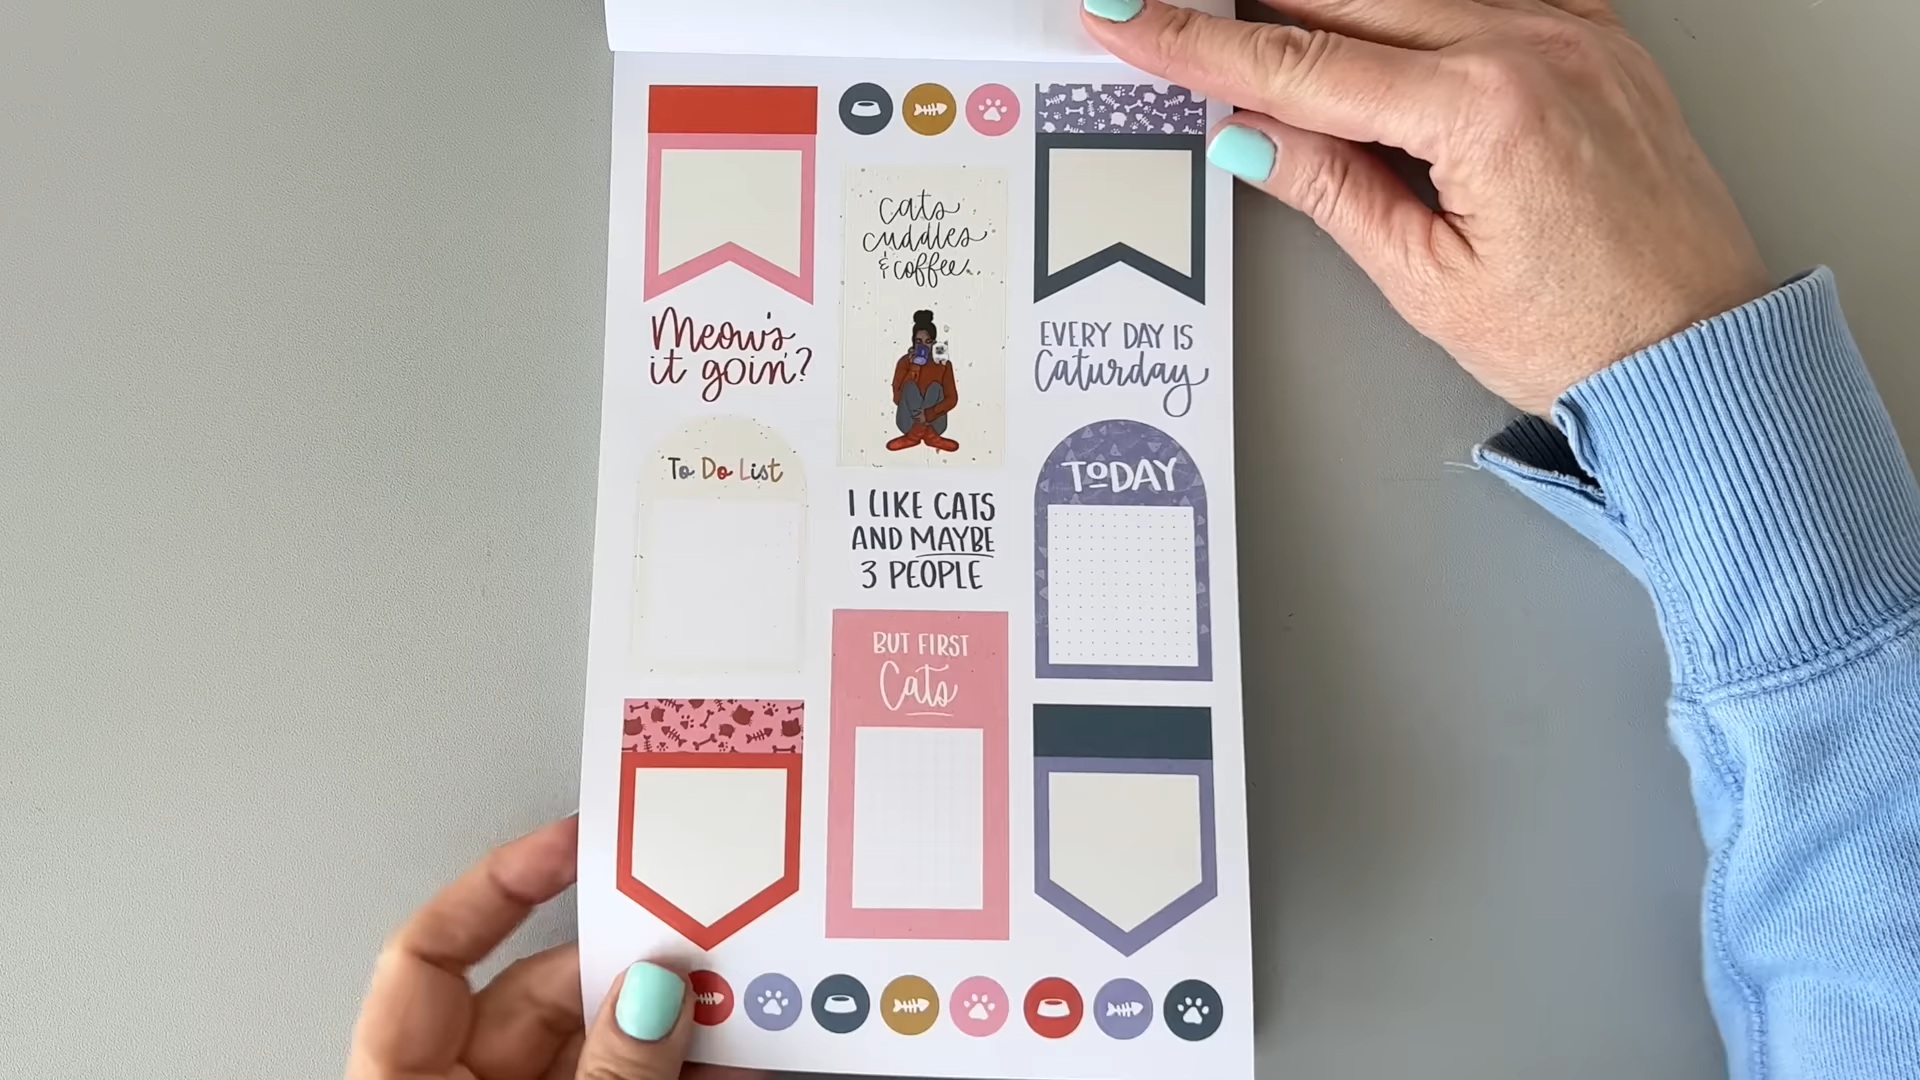 cats
cuddles
& coffee..
Meow's
it goin'?
EVERY DAY IS
Caturday
To Do List
I LIKE CATS
AND MAYBE
3 PEOPLE
TODAY
BUT FIRST
Cats